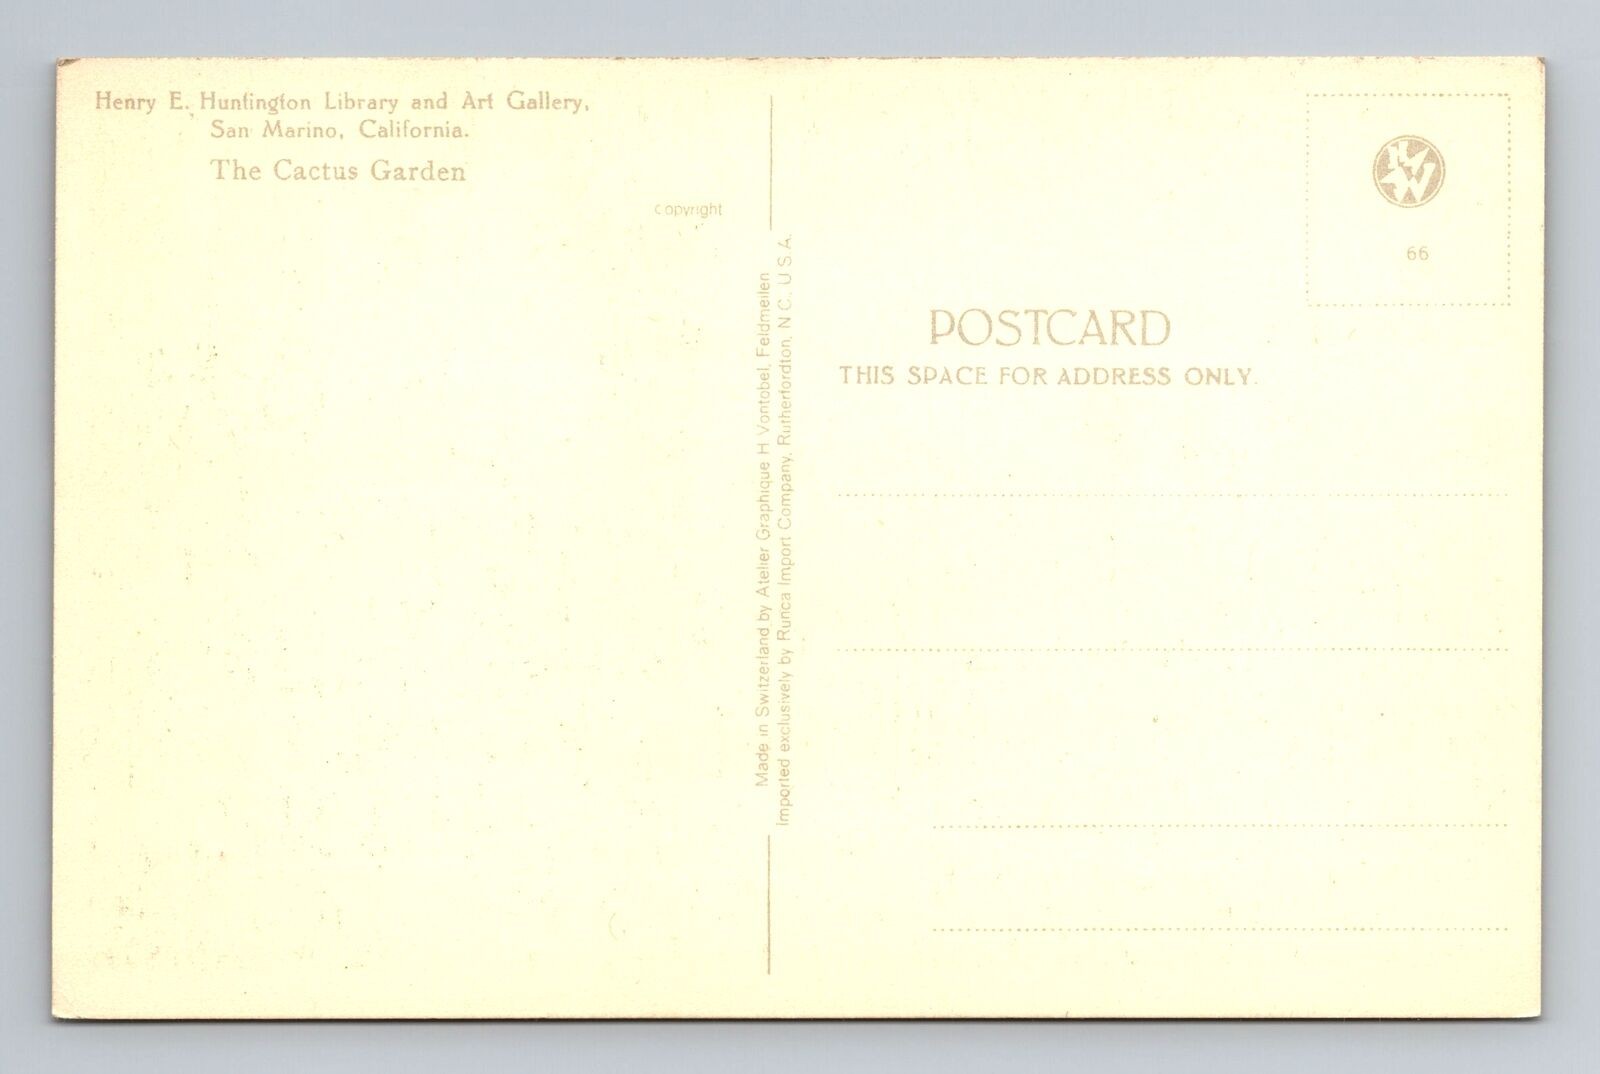 Henry E. Huntington Library and Art Gallery,
San Marino, California.
The Cactus Garden
Copyright
Made in Switzerland by Atelier Graphique H Vontobel, Feldmeilen
Imported exclusively by Runca Import Company, Rutherfordton, N.C., U.S.A.
66
POSTCARD
THIS SPACE FOR ADDRESS ONLY.